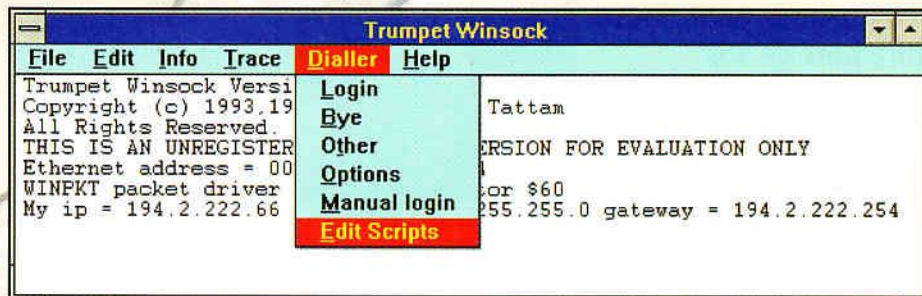 Trumpet Winsock
File Edit Info Trace Dialler Help
Trumpet Winsock Versi
Copyright (c) 1993,19 Tattam
All Rights Reserved.
THIS IS AN UNREGISTER ERSION FOR EVALUATION ONLY
Ethernet address = 00
WINPKT packet driver tor $60
My ip = 194.2.222.66 255.255.0 gateway = 194.2.222.254
Login
Bye
Other
Options
Manual login
Edit Scripts